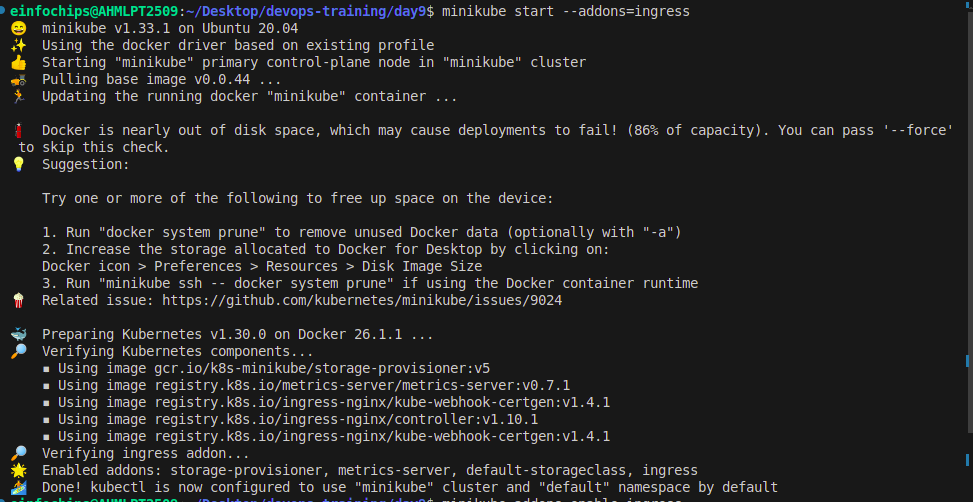 einfochips@AHMLPT2509:~/Desktop/devops-training/day9$ minikube start --addons=ingress
😄 minikube v1.33.1 on Ubuntu 20.04
✨ Using the docker driver based on existing profile
👍 Starting "minikube" primary control-plane node in "minikube" cluster
🚜 Pulling base image v0.0.44 ...
🏃 Updating the running docker "minikube" container ...
🧯 Docker is nearly out of disk space, which may cause deployments to fail! (86% of capacity). You can pass '--force'
to skip this check.
💡 Suggestion:
Try one or more of the following to free up space on the device:
1. Run "docker system prune" to remove unused Docker data (optionally with "-a")
2. Increase the storage allocated to Docker for Desktop by clicking on:
Docker icon > Preferences > Resources > Disk Image Size
3. Run "minikube ssh -- docker system prune" if using the Docker container runtime
🍿 Related issue: https://github.com/kubernetes/minikube/issues/9024
🐳 Preparing Kubernetes v1.30.0 on Docker 26.1.1 ...
🔎 Verifying Kubernetes components...
▪ Using image gcr.io/k8s-minikube/storage-provisioner:v5
▪ Using image registry.k8s.io/metrics-server/metrics-server:v0.7.1
▪ Using image registry.k8s.io/ingress-nginx/kube-webhook-certgen:v1.4.1
▪ Using image registry.k8s.io/ingress-nginx/controller:v1.10.1
▪ Using image registry.k8s.io/ingress-nginx/kube-webhook-certgen:v1.4.1
🔎 Verifying ingress addon...
🌟 Enabled addons: storage-provisioner, metrics-server, default-storageclass, ingress
🏄 Done! kubectl is now configured to use "minikube" cluster and "default" namespace by default
einfochips@AHMLPT2509:~/Desktop/devops-training/day9$ minikube addons enable ingress